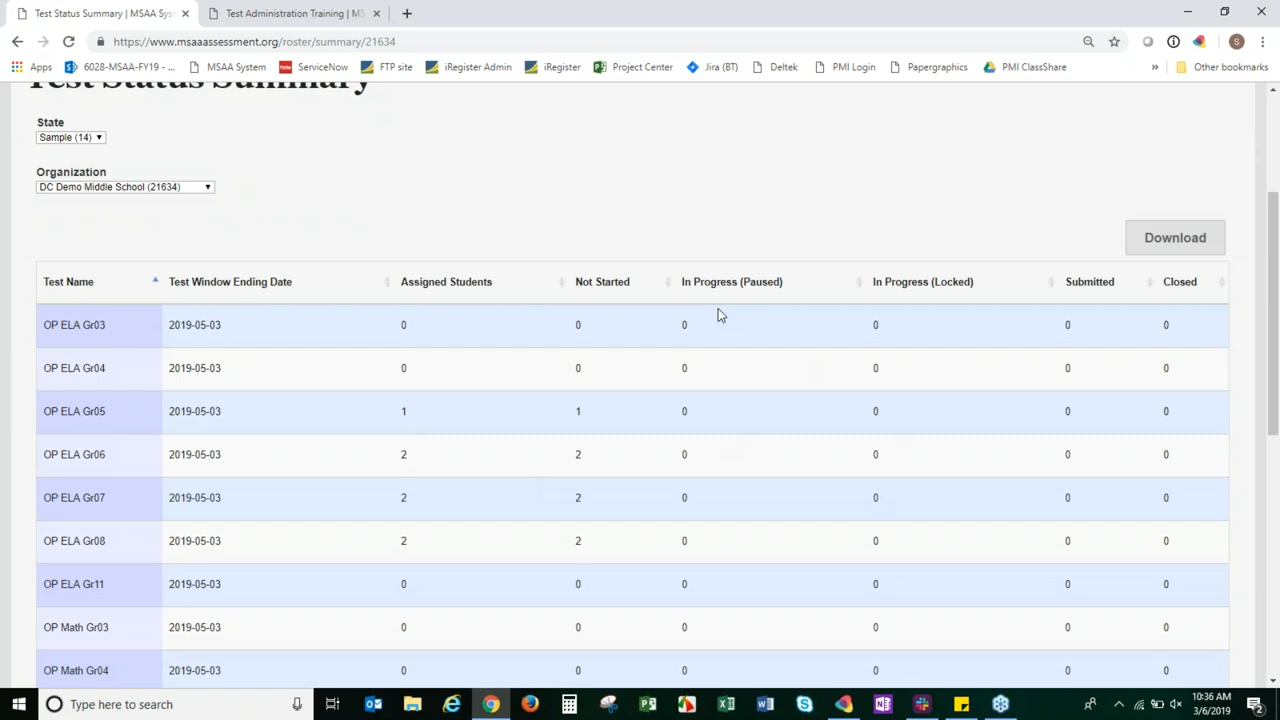 Test Status Summary | MSAA Sys
Test Administration Training | MS
https://www.msaaassessment.org/roster/summary/21634
S
Apps 6028-MSAA-FY19 - ... MSAA System now ServiceNow FTP site iRegister Admin iRegister Project Center Jira (BT) Deltek PMI Login Papergraphics PMI ClassShare » Other bookmarks
Test Status Summary
State
Sample (14)
Organization
DC Demo Middle School (21634)
Download
Test Name Test Window Ending Date Assigned Students Not Started In Progress (Paused) In Progress (Locked) Submitted Closed
OP ELA Gr03 2019-05-03 0 0 0 0 0 0
OP ELA Gr04 2019-05-03 0 0 0 0 0 0
OP ELA Gr05 2019-05-03 1 1 0 0 0 0
OP ELA Gr06 2019-05-03 2 2 0 0 0 0
OP ELA Gr07 2019-05-03 2 2 0 0 0 0
OP ELA Gr08 2019-05-03 2 2 0 0 0 0
OP ELA Gr11 2019-05-03 0 0 0 0 0 0
OP Math Gr03 2019-05-03 0 0 0 0 0 0
OP Math Gr04 2019-05-03 0 0 0 0 0 0
Type here to search
10:36 AM
3/6/2019
2